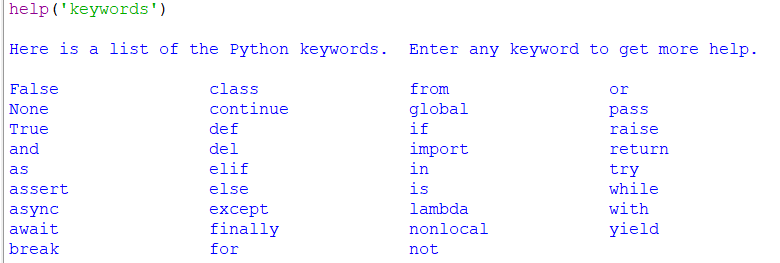 help('keywords')
Here is a list of the Python keywords.  Enter any keyword to get more help.
False               class               from                or
None                continue            global              pass
True                def                 if                  raise
and                 del                 import              return
as                  elif                in                  try
assert              else                is                  while
async               except              lambda              with
await               finally             nonlocal            yield
break               for                 not